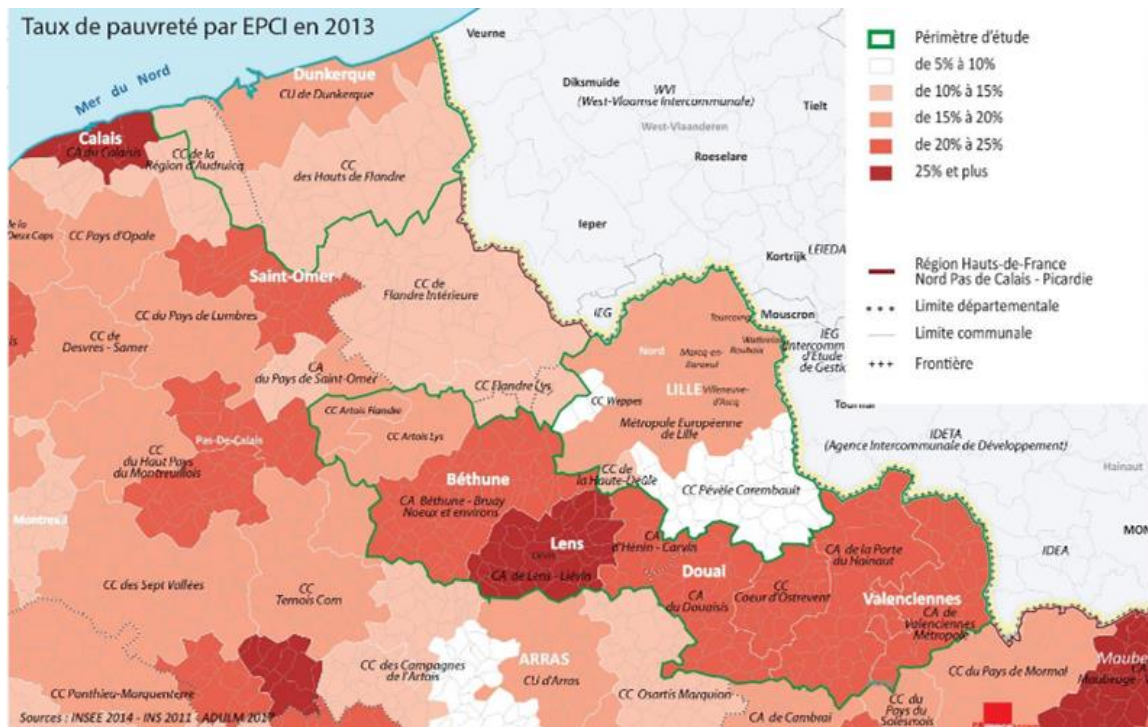 Taux de pauvreté par EPCI en 2013
Périmètre d'étude
de 5% à 10%
de 10% à 15%
de 15% à 20%
de 20% à 25%
25% et plus
Région Hauts-de-France
Nord Pas de Calais - Picardie
Limite départementale
Limite communale
Frontière
Mer du Nord
Veurne
Dunkerque
CU de Dunkerque
Diksmuide
WVI
(West-Vlaamse Intercommunale)
Tielt
West-Vlaanderen
Roeselare
Calais
CA du Calaisis
CC de la
Région d'Audruicq
CC
des Hauts de Flandre
Ieper
Kortrijk
LEIEDA
de la
Deux Caps
CC Pays d'Opale
Saint-Omer
CC de
Flandre Intérieure
CC du Pays de Lumbres
IEG
Mouscron
IEG
(Intercomm
d'Etude
de Gestic
CC de
Desvres - Samer
CA
du Pays de Saint-Omer
CC Flandre Lys
Nord
Tourcoing
Wattrelos
Roubaix
Marcq-en-
Baroeul
LILLE
Villeneuve-
d'Ascq
CC Weppes
Métropole Européenne
de Lille
Tournai
IDETA
(Agence Intercommunale de Développement)
Hainaut
CC Artois Flandre
CC Artois Lys
Pas-De-Calais
CC
du Haut Pays
du Montreuillois
Béthune
CA Béthune - Bruay
Noeux et environs
CC de
la Haute-Deûle
CC Pévèle Carembault
Montreuil
Lens
Liévin
CA de Lens - Liévin
CA
d'Hénin - Carvin
Douai
CA
du Douaisis
CC
Coeur d'Ostrevent
CA de la Porte
du Hainaut
Valenciennes
CA de
Valenciennes
Métropole
IDEA
MON
CC des Sept Vallées
CC
Ternois Com
CC des Campagnes
de l'Artois
ARRAS
CU d'Arras
CC Osartis Marquion
CC du Pays de Mormal
Maubeu
Maubeuge - V
CC Ponthieu-Marquenterre
CA de Cambrai
CC du
Pays du
Solesmois
Sources : INSEE 2014 - INS 2011 - ADULM 2017